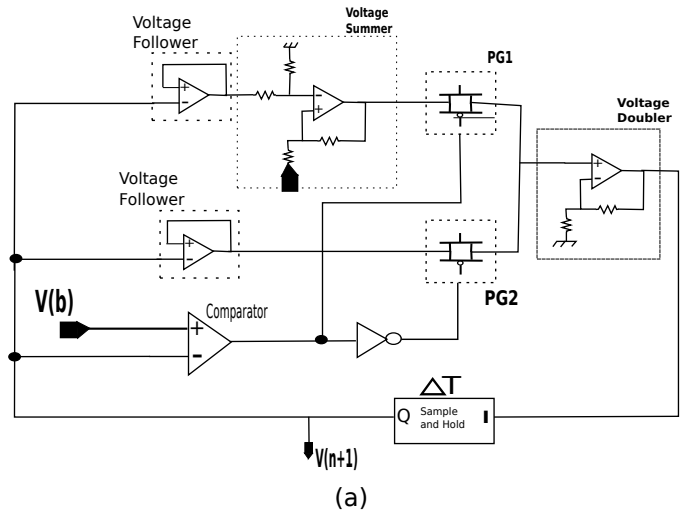 Voltage
Follower
Voltage
Summer
PG1
Voltage
Doubler
+
-
-
+
+
-
Voltage
Follower
+
-
V(b)
Comparator
+
-
PG2
ΔT
Q Sample
and Hold
I
V(n+1)
(a)